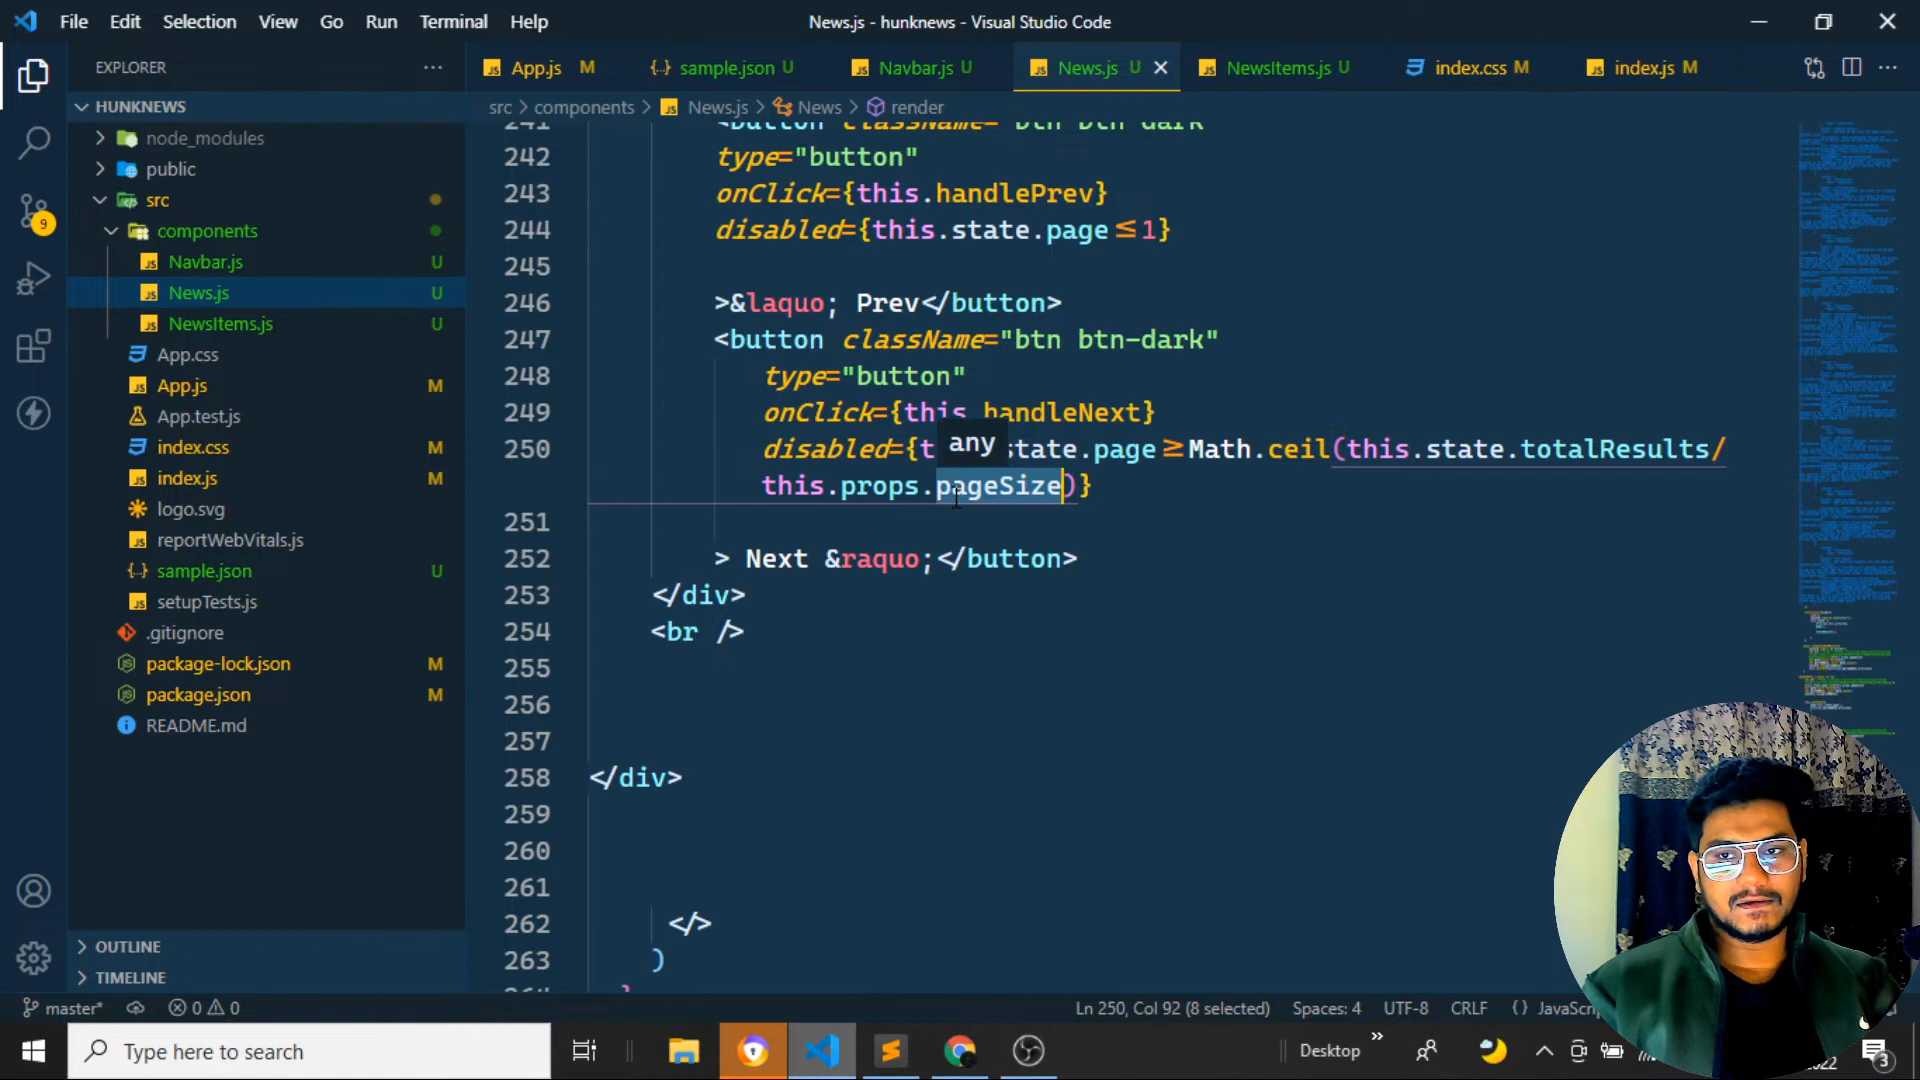 File Edit Selection View Go Run Terminal Help
News.js - hunknews - Visual Studio Code
EXPLORER
App.js M
sample.json U
Navbar.js U
News.js U
NewsItems.js U
index.css M
index.js M
src > components > News.js > News > render
HUNKNEWS
node_modules
public
src
components
Navbar.js U
News.js U
NewsItems.js U
App.css
App.js M
App.test.js
index.css M
index.js M
logo.svg
reportWebVitals.js
sample.json U
setupTests.js
.gitignore
package-lock.json M
package.json M
README.md
OUTLINE
TIMELINE
241 <button className="btn btn-dark"
242 type="button"
243 onClick={this.handlePrev}
244 disabled={this.state.page≤1}
245
246 >&laquo; Prev</button>
247 <button className="btn btn-dark"
248 type="button"
249 onClick={this.handleNext}
any
250 disabled={t state.page≥Math.ceil(this.state.totalResults/
this.props.pageSize)}
251
252 > Next &raquo;</button>
253 </div>
254 <br />
255
256
257
258 </div>
259
260
261
262 </>
263 )
9
master* 0 0
Ln 250, Col 92 (8 selected) Spaces: 4 UTF-8 CRLF {} JavaScri
Type here to search
Desktop »
2022
3